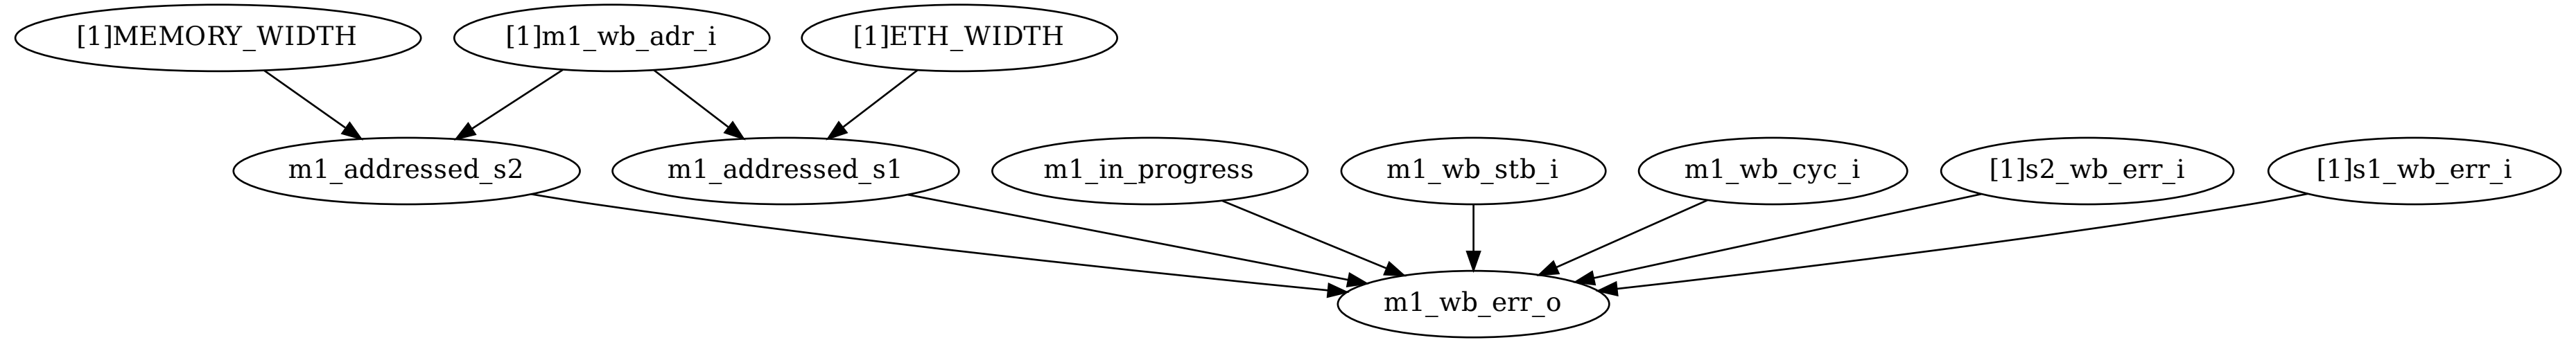 [1]MEMORY_WIDTH
[1]m1_wb_adr_i
[1]ETH_WIDTH
m1_addressed_s2
m1_addressed_s1
m1_in_progress
m1_wb_stb_i
m1_wb_cyc_i
[1]s2_wb_err_i
[1]s1_wb_err_i
m1_wb_err_o